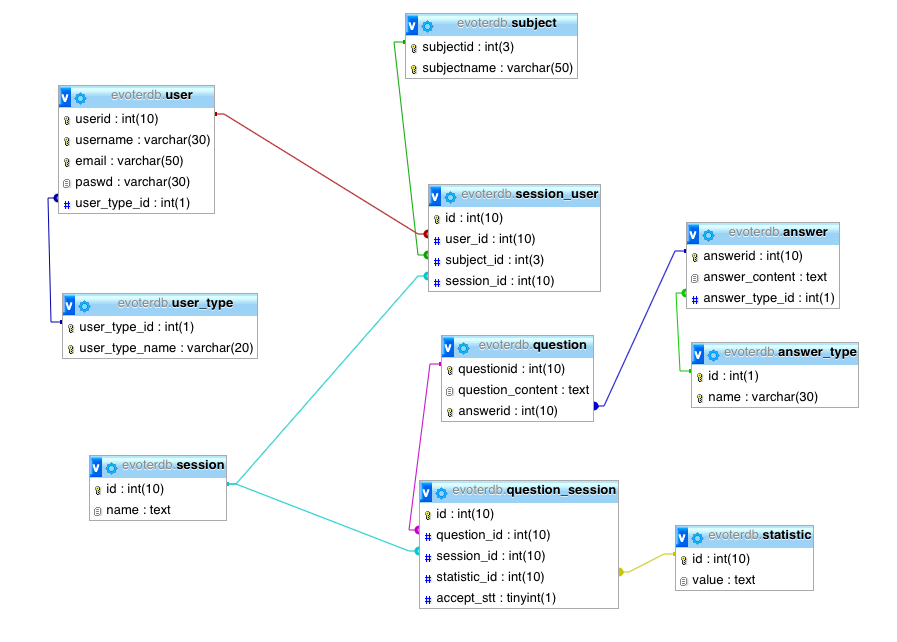 evoterdb.subject
subjectid : int(3)
subjectname : varchar(50)
evoterdb.user
userid : int(10)
username : varchar(30)
email : varchar(50)
paswd : varchar(30)
user_type_id : int(1)
evoterdb.session_user
id : int(10)
user_id : int(10)
subject_id : int(3)
session_id : int(10)
evoterdb.answer
answerid : int(10)
answer_content : text
answer_type_id : int(1)
evoterdb.user_type
user_type_id : int(1)
user_type_name : varchar(20)
evoterdb.question
questionid : int(10)
question_content : text
answerid : int(10)
evoterdb.answer_type
id : int(1)
name : varchar(30)
evoterdb.session
id : int(10)
name : text
evoterdb.question_session
id : int(10)
question_id : int(10)
session_id : int(10)
statistic_id : int(10)
accept_stt : tinyint(1)
evoterdb.statistic
id : int(10)
value : text